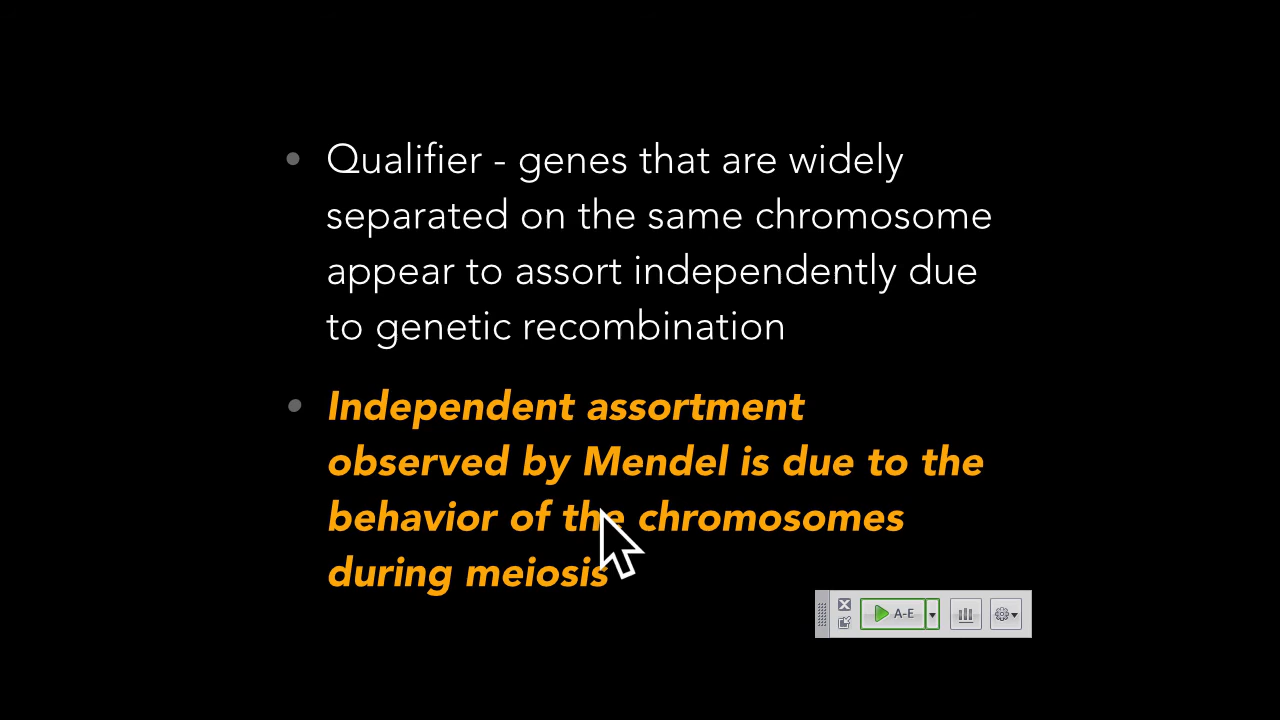 • Qualifier - genes that are widely
separated on the same chromosome
appear to assort independently due
to genetic recombination
• Independent assortment
observed by Mendel is due to the
behavior of the chromosomes
during meiosis
A-E